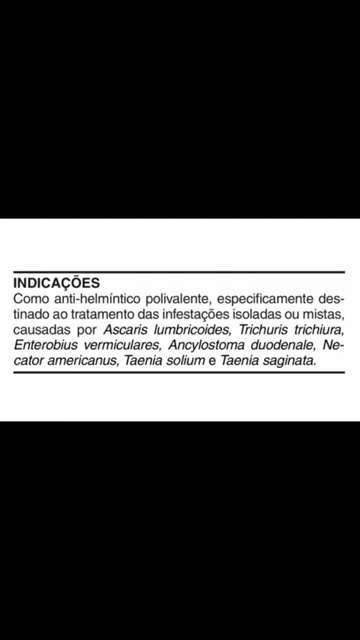 INDICAÇÕES
Como anti-helmíntico polivalente, especificamente des-
tinado ao tratamento das infestações isoladas ou mistas,
causadas por Ascaris lumbricoides, Trichuris trichiura,
Enterobius vermiculares, Ancylostoma duodenale, Ne-
cator americanus, Taenia solium e Taenia saginata.